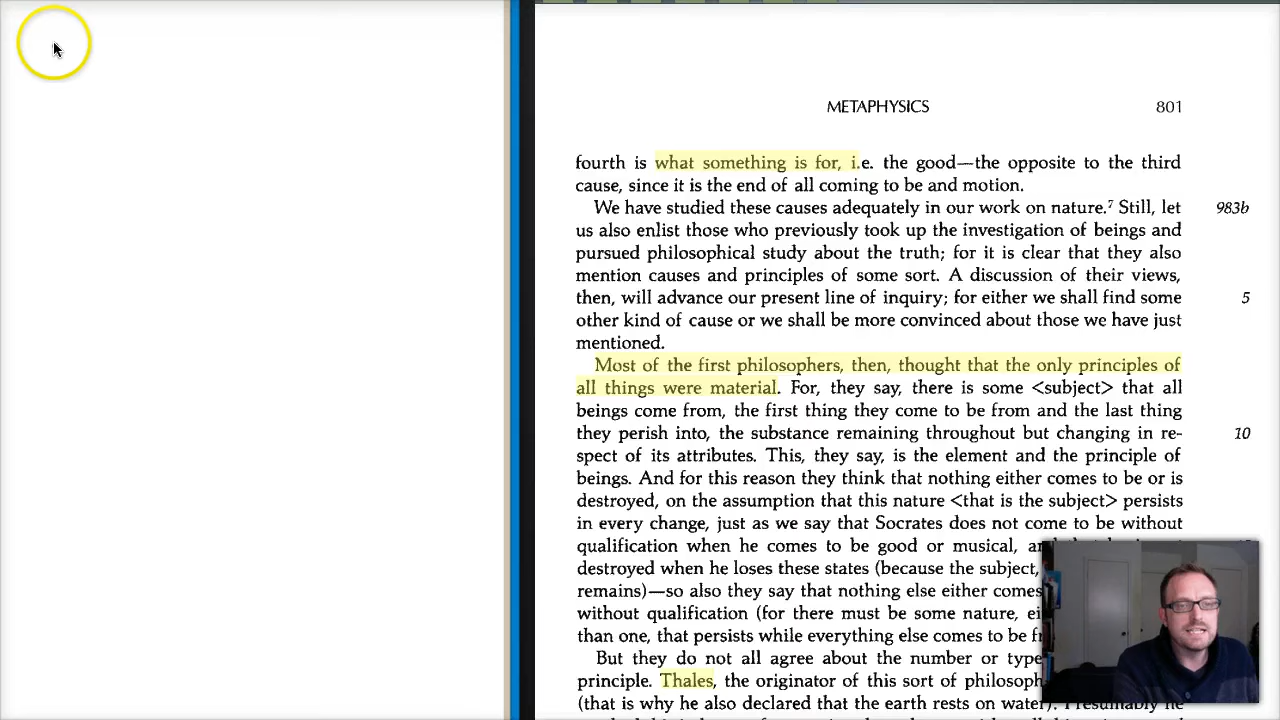 METAPHYSICS 801
fourth is what something is for, i.e. the good—the opposite to the third
cause, since it is the end of all coming to be and motion.
We have studied these causes adequately in our work on nature.⁷ Still, let 983b
us also enlist those who previously took up the investigation of beings and
pursued philosophical study about the truth; for it is clear that they also
mention causes and principles of some sort. A discussion of their views,
then, will advance our present line of inquiry; for either we shall find some 5
other kind of cause or we shall be more convinced about those we have just
mentioned.
Most of the first philosophers, then, thought that the only principles of
all things were material. For, they say, there is some <subject> that all
beings come from, the first thing they come to be from and the last thing
they perish into, the substance remaining throughout but changing in re- 10
spect of its attributes. This, they say, is the element and the principle of
beings. And for this reason they think that nothing either comes to be or is
destroyed, on the assumption that this nature <that is the subject> persists
in every change, just as we say that Socrates does not come to be without
qualification when he comes to be good or musical,
destroyed when he loses these states (because the subject,
remains)—so also they say that nothing else either comes
without qualification (for there must be some nature,
than one, that persists while everything else comes to be
But they do not all agree about the number or type
principle. Thales, the originator of this sort of
(that is why he also declared that the earth rests on water). Presumably he